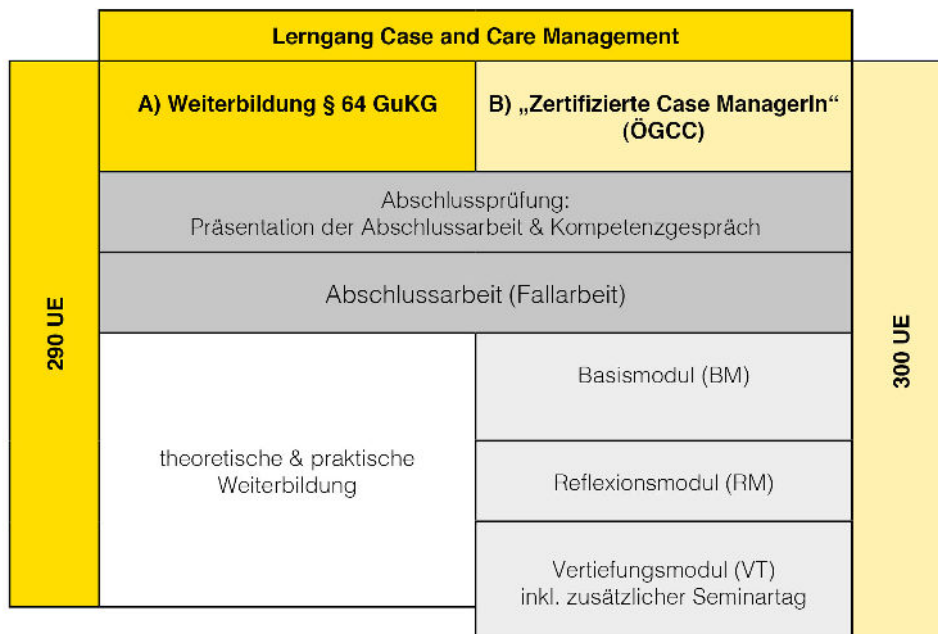 Lerngang Case and Care Management
A) Weiterbildung § 64 GuKG
B) „Zertifizierte Case ManagerIn“
(ÖGCC)
Abschlussprüfung:
Präsentation der Abschlussarbeit & Kompetenzgespräch
Abschlussarbeit (Fallarbeit)
290 UE
theoretische & praktische
Weiterbildung
Basismodul (BM)
Reflexionsmodul (RM)
Vertiefungsmodul (VT)
inkl. zusätzlicher Seminartag
300 UE